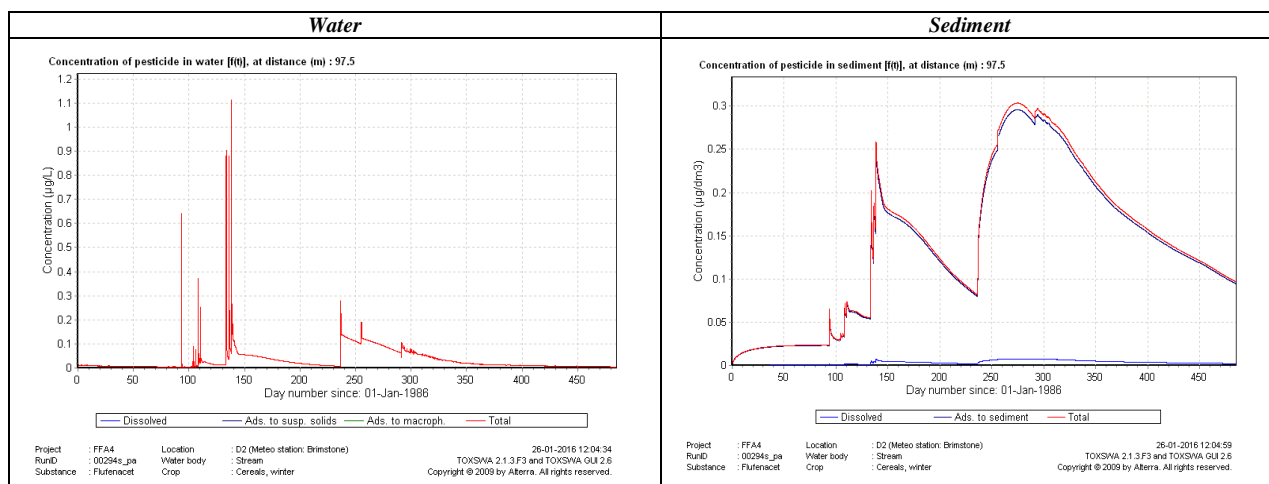 Water
Sediment
Concentration of pesticide in water [f(t)], at distance (m) : 97.5
1.2
1.1
1
0.9
0.8
0.7
0.6
0.5
0.4
0.3
0.2
0.1
0
Concentration (µg/L)
0 50 100 150 200 250 300 350 400 450
Day number since: 01-Jan-1986
Dissolved Ads. to susp. solids Ads. to macroph. Total
Project : FFA4 Location : D2 (Meteo station: Brimstone) 26-01-2016 12:04:34
RunID : 00294s_pa Water body : Stream TOXSWA 2.1.3.F3 and TOXSWA GUI 2.6
Substance : Flufenacet Crop : Cereals, winter Copyright © 2009 by Alterra. All rights reserved.
Concentration of pesticide in sediment [f(t)], at distance (m) : 97.5
0.3
0.25
0.2
0.15
0.1
0.05
0
Concentration (µg/dm3)
0 50 100 150 200 250 300 350 400 450
Day number since: 01-Jan-1986
Dissolved Ads. to sediment Total
Project : FFA4 Location : D2 (Meteo station: Brimstone) 26-01-2016 12:04:59
RunID : 00294s_pa Water body : Stream TOXSWA 2.1.3.F3 and TOXSWA GUI 2.6
Substance : Flufenacet Crop : Cereals, winter Copyright © 2009 by Alterra. All rights reserved.